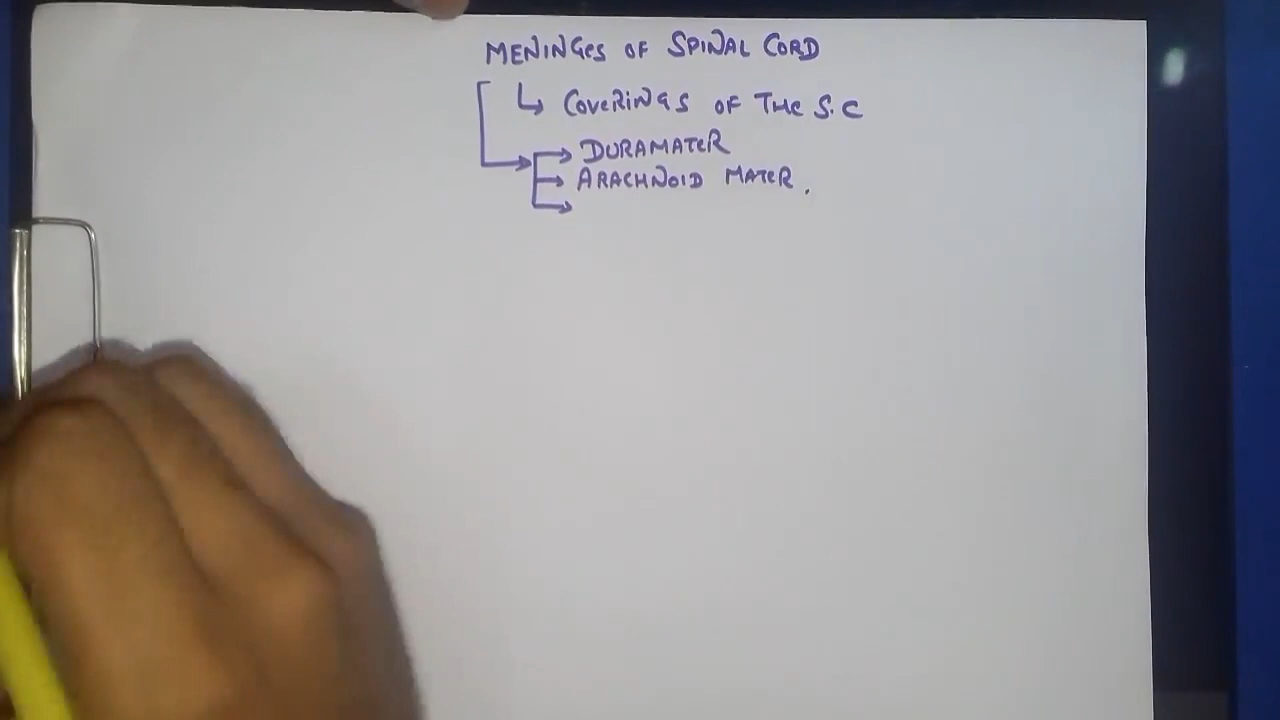 MENINGES OF SPINAL CORD
↳ COVERINGS OF THE S.C
→ DURAMATER
→ ARACHNOID MATER.
→